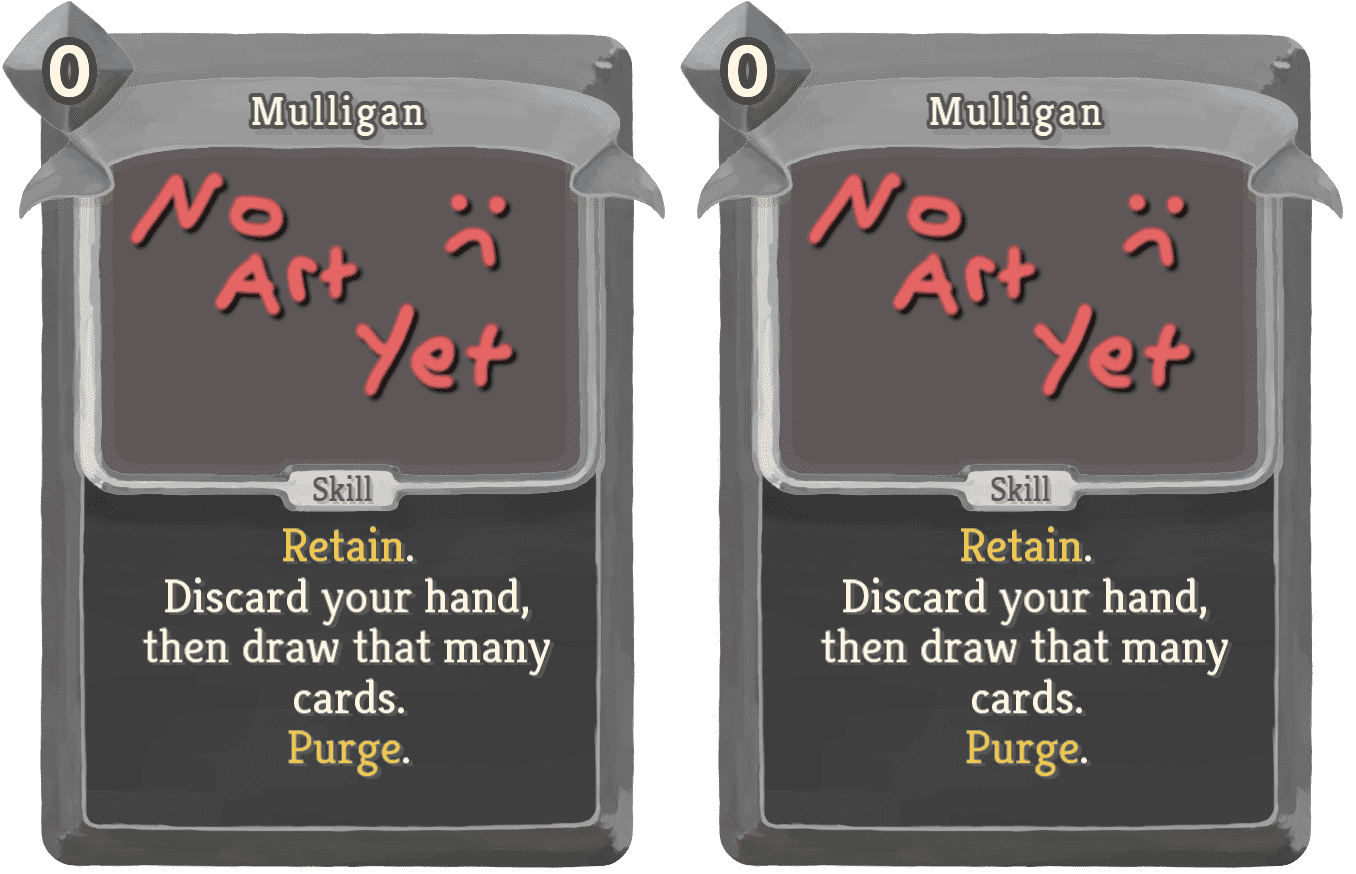 0
Mulligan
No
Art
Yet
Skill
Retain.
Discard your hand,
then draw that many
cards.
Purge.
0
Mulligan
No
Art
Yet
Skill
Retain.
Discard your hand,
then draw that many
cards.
Purge.